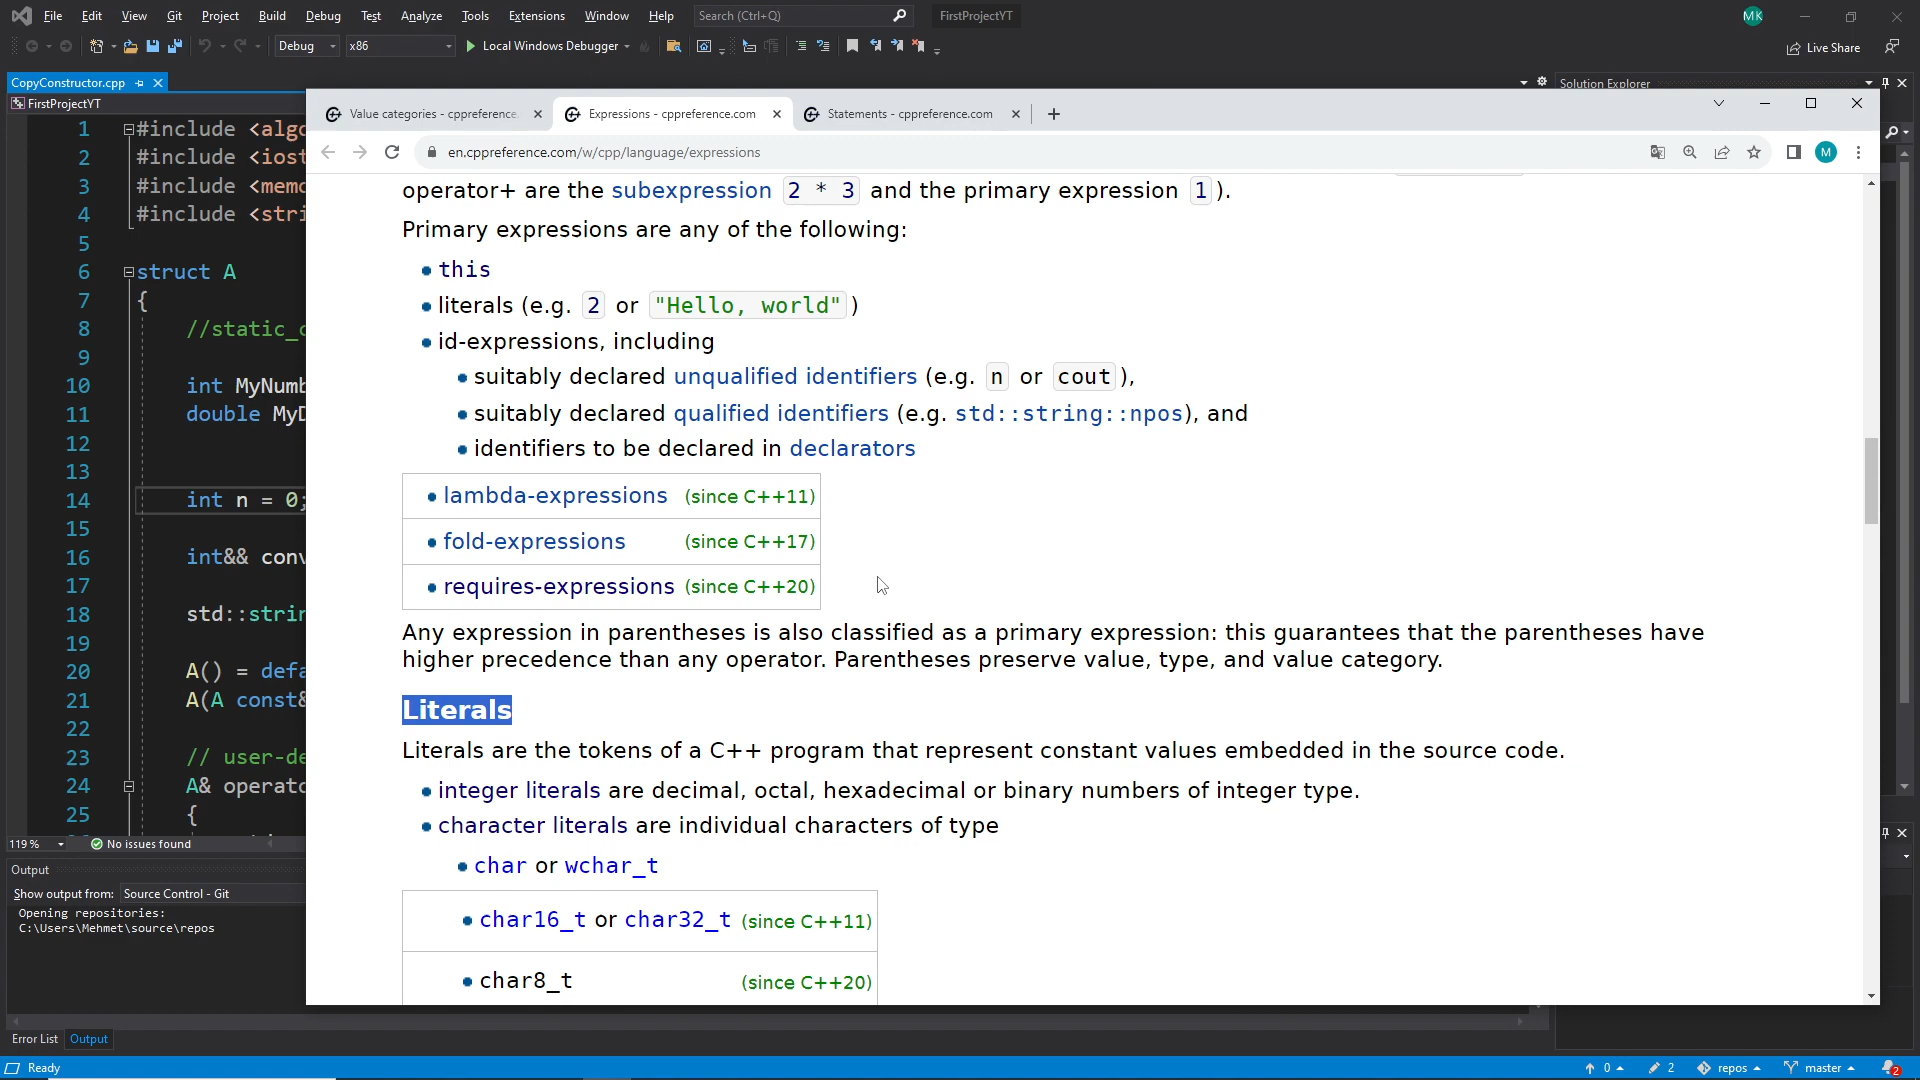 File Edit View Git Project Build Debug Test Analyze Tools Extensions Window Help Search (Ctrl+Q) FirstProjectYT MK
Debug x86 Local Windows Debugger Live Share
CopyConstructor.cpp Solution Explorer
FirstProjectYT
Value categories - cppreference. Expressions - cppreference.com Statements - cppreference.com
en.cppreference.com/w/cpp/language/expressions M
1 #include <algo
2 #include <iost
3 #include <memo
4 #include <stri
5
6 struct A
7 {
8 //static_c
9
10 int MyNumb
11 double MyD
12
13
14 int n = 0;
15
16 int&& conv
17
18 std::strin
19
20 A() = defa
21 A(A const&
22
23 // user-de
24 A& operato
25 {
operator+ are the subexpression 2 * 3 and the primary expression 1 ).
Primary expressions are any of the following:
this
literals (e.g. 2 or "Hello, world" )
id-expressions, including
suitably declared unqualified identifiers (e.g. n or cout ),
suitably declared qualified identifiers (e.g. std::string::npos), and
identifiers to be declared in declarators
lambda-expressions (since C++11)
fold-expressions (since C++17)
requires-expressions (since C++20)
Any expression in parentheses is also classified as a primary expression: this guarantees that the parentheses have
higher precedence than any operator. Parentheses preserve value, type, and value category.
Literals
Literals are the tokens of a C++ program that represent constant values embedded in the source code.
integer literals are decimal, octal, hexadecimal or binary numbers of integer type.
character literals are individual characters of type
char or wchar_t
char16_t or char32_t (since C++11)
char8_t (since C++20)
119 % No issues found
Output
Show output from: Source Control - Git
Opening repositories:
C:\Users\Mehmet\source\repos
Error List Output
Ready 0 2 repos master 2